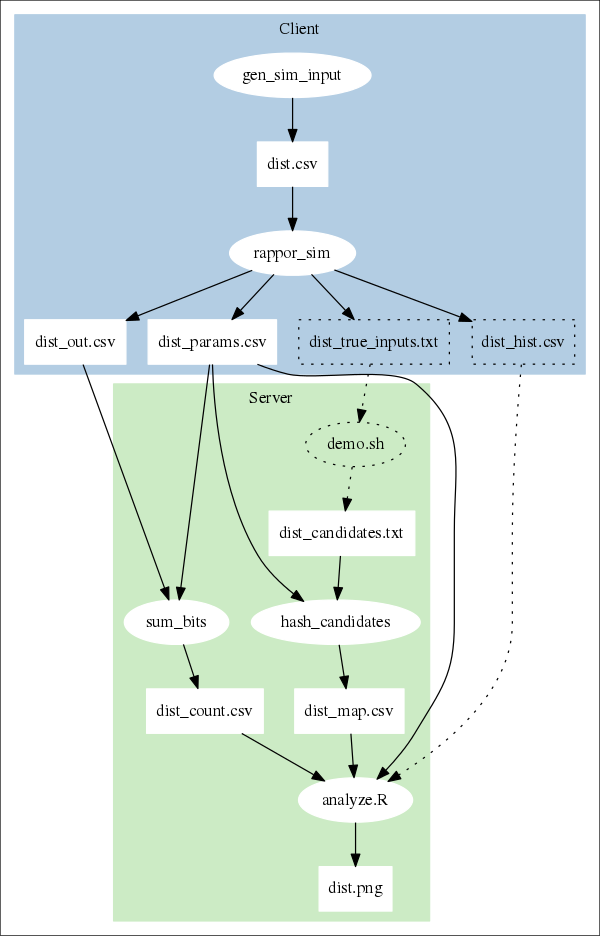 Client
gen_sim_input
dist.csv
rappor_sim
dist_out.csv
dist_params.csv
dist_true_inputs.txt
dist_hist.csv
Server
demo.sh
dist_candidates.txt
sum_bits
hash_candidates
dist_count.csv
dist_map.csv
analyze.R
dist.png